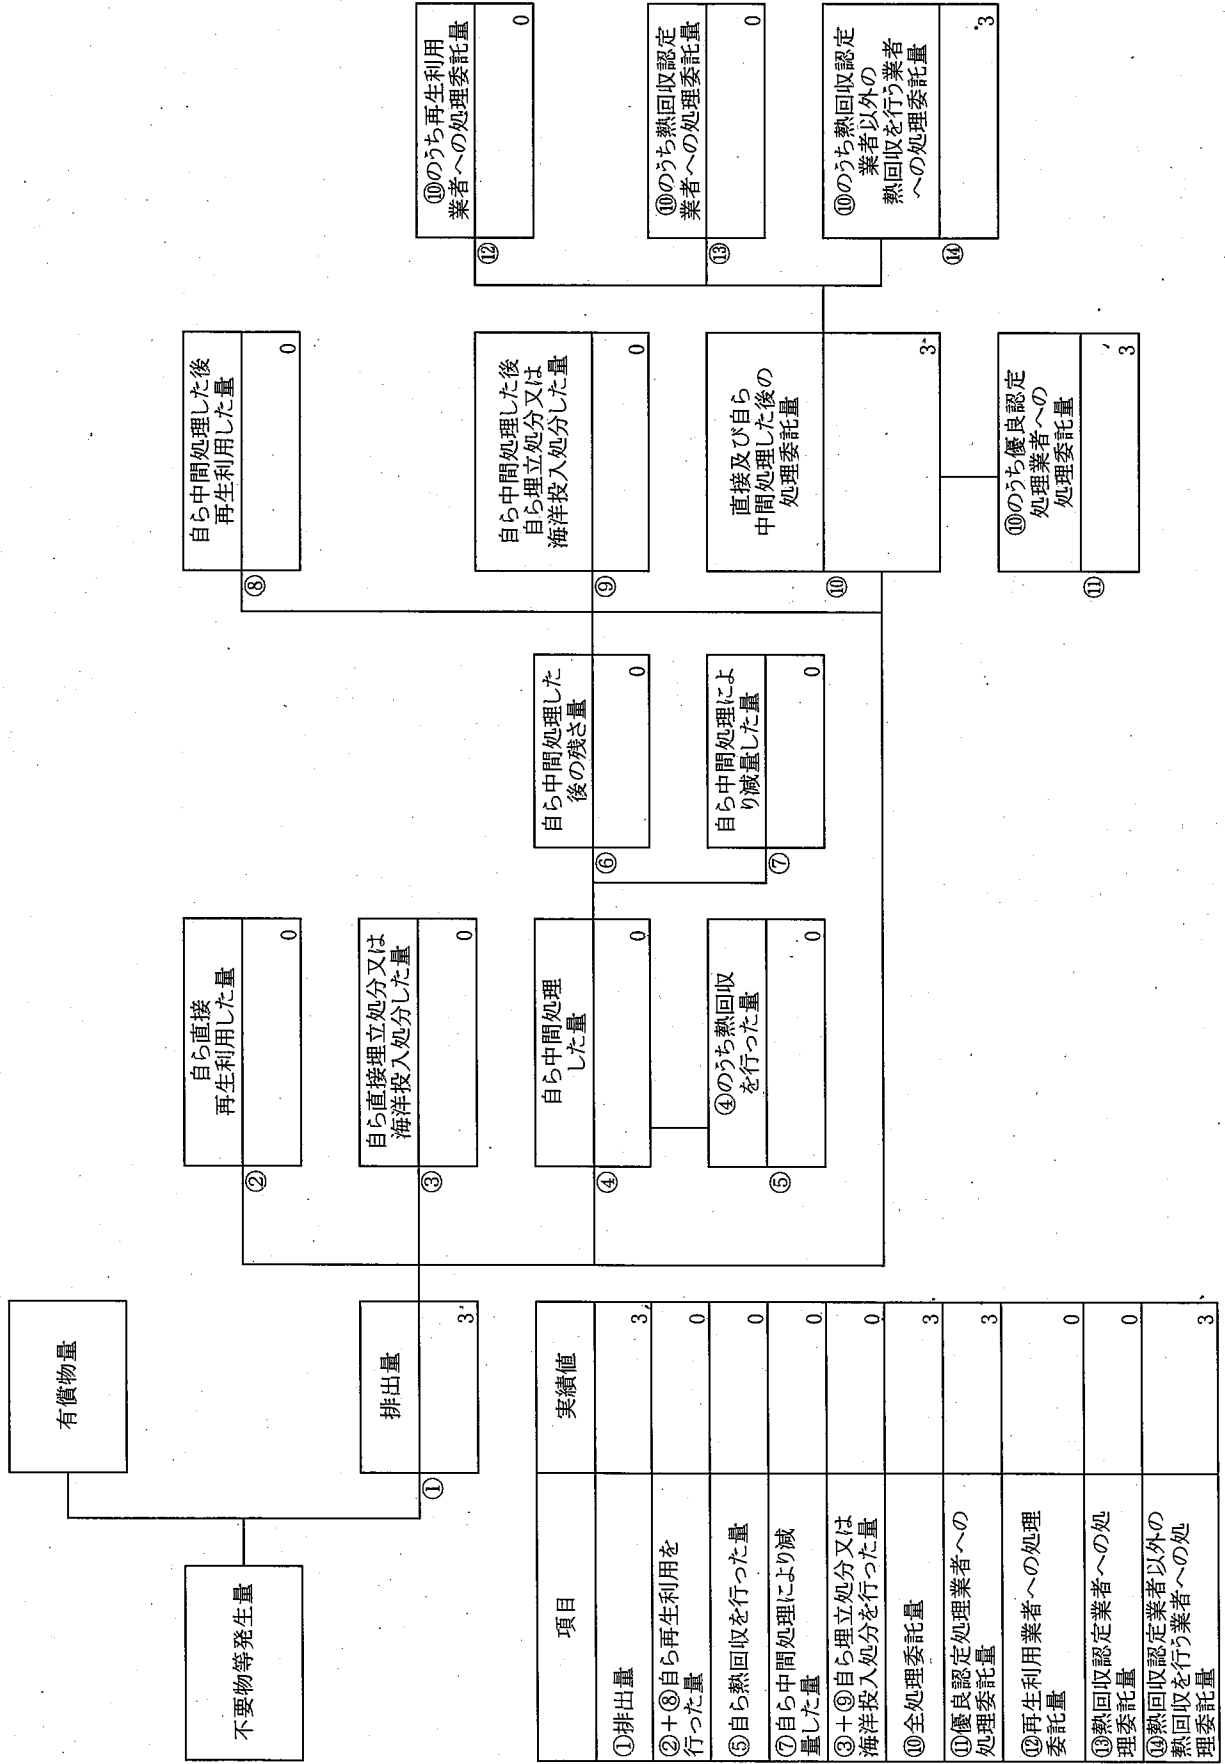 不要物等発生量
有償物量
排出量
①
3
自ら直接
再生利用した量
②
0
自ら直接埋立処分又は
海洋投入処分した量
③
0
自ら中間処理
した量
④
0
④のうち熱回収
を行った量
⑤
0
自ら中間処理した
後の残さ量
⑥
0
自ら中間処理によ
り減量した量
⑦
0
自ら中間処理した後
再生利用した量
⑧
0
自ら中間処理した後
自ら埋立処分又は
海洋投入処分した量
⑨
0
直接及び自ら
中間処理した後の
処理委託量
⑩
3
⑩のうち優良認定
処理業者への
処理委託量
⑪
3
⑩のうち再生利用
業者への処理委託量
⑫
0
⑩のうち熱回収認定
業者への処理委託量
⑬
0
⑩のうち熱回収認定
業者以外の
熱回収を行う業者
への処理委託量
⑭
3
項目 実績値
①排出量 3
②+⑧自ら再生利用を
行った量 0
⑤自ら熱回収を行った量 0
⑦自ら中間処理により減
量した量 0
③+⑨自ら埋立処分又は
海洋投入処分を行った量 0
⑩全処理委託量 3
⑪優良認定処理業者への
処理委託量 3
⑫再生利用業者への処理
委託量 0
⑬熱回収認定業者への処
理委託量 0
⑭熱回収認定業者以外の
熱回収を行う業者への処
理委託量 3